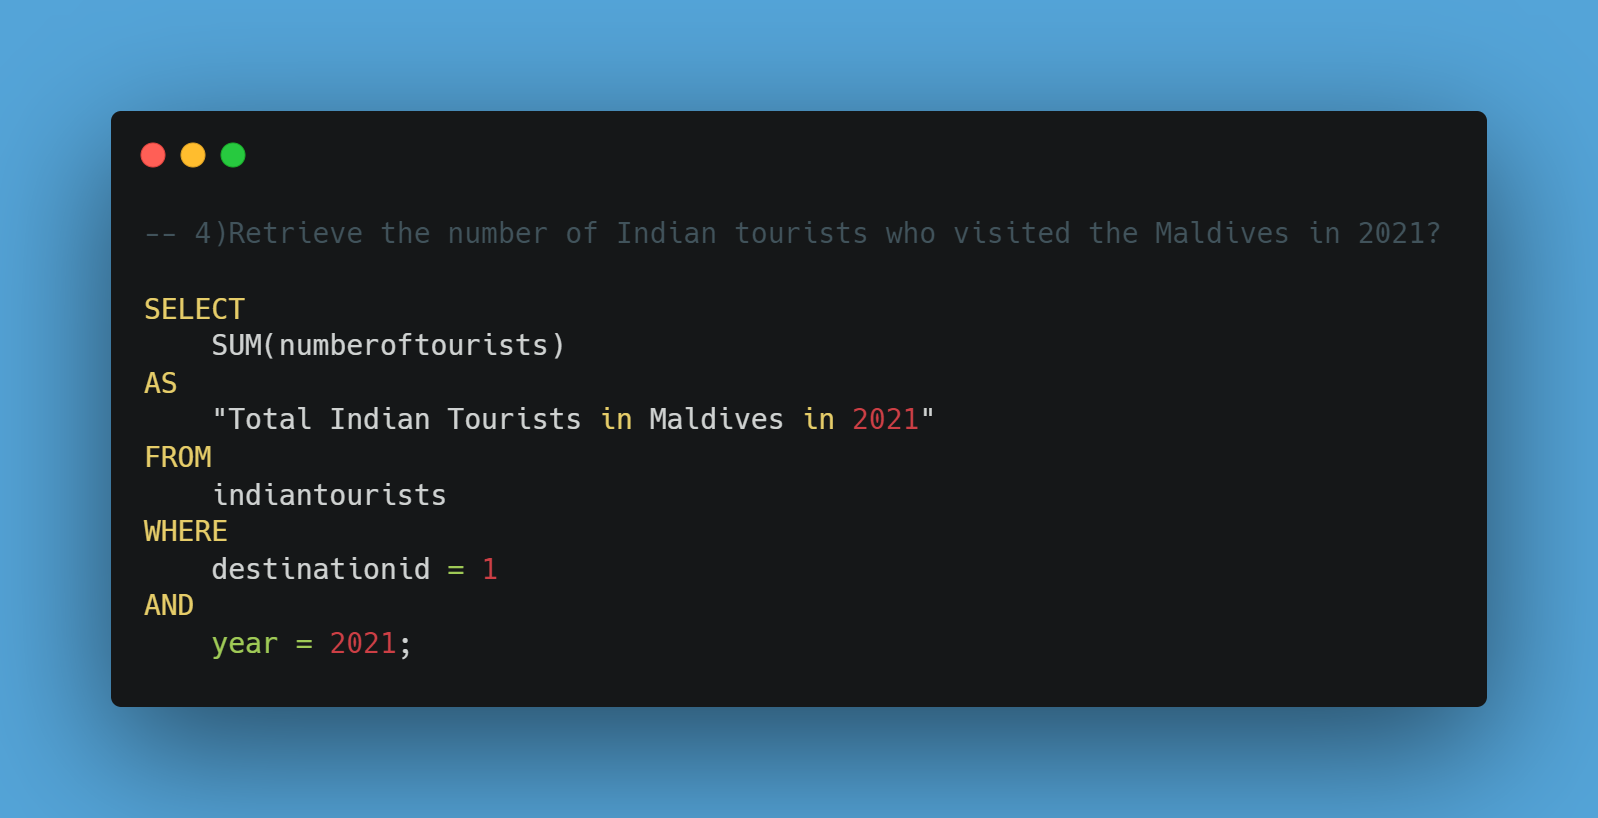 -- 4)Retrieve the number of Indian tourists who visited the Maldives in 2021?
SELECT
SUM(numberoftourists)
AS
"Total Indian Tourists in Maldives in 2021"
FROM
indiantourists
WHERE
destinationid = 1
AND
year = 2021;